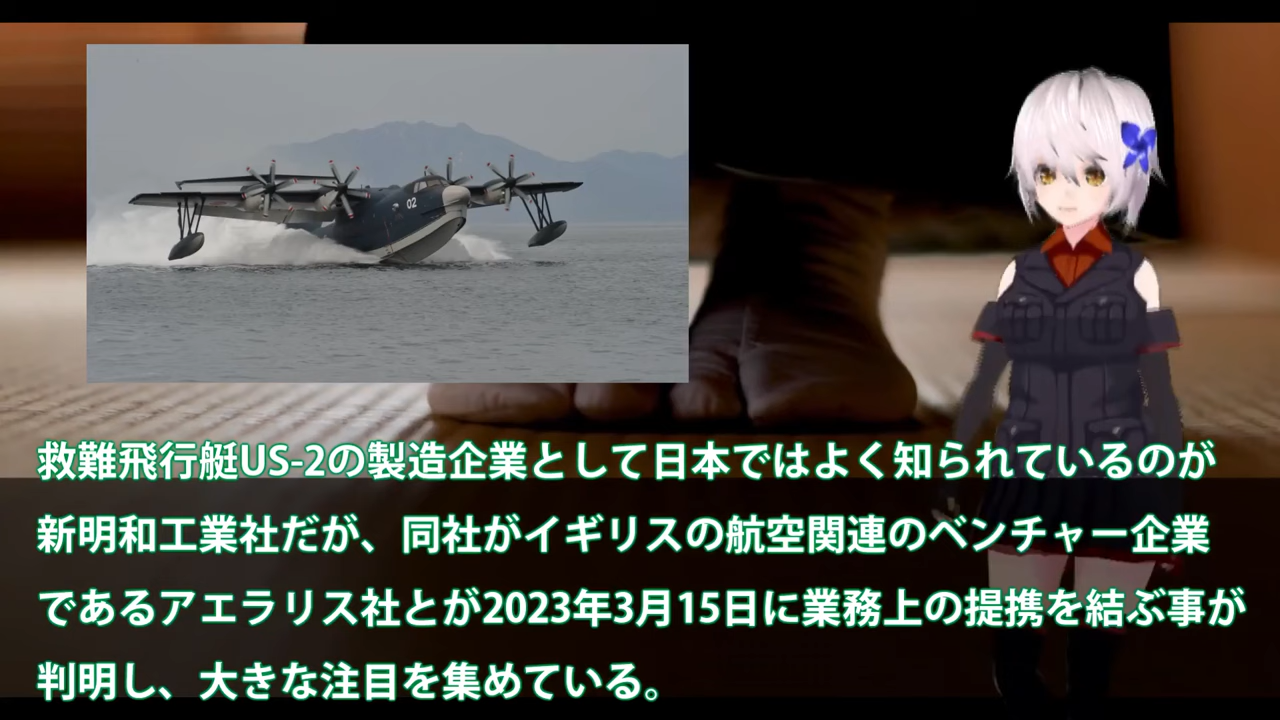 02
救難飛行艇US-2の製造企業として日本ではよく知られているのが
新明和工業社だが、同社がイギリスの航空関連のベンチャー企業
であるアエラリス社とが2023年3月15日に業務上の提携を結ぶ事が
判明し、大きな注目を集めている。